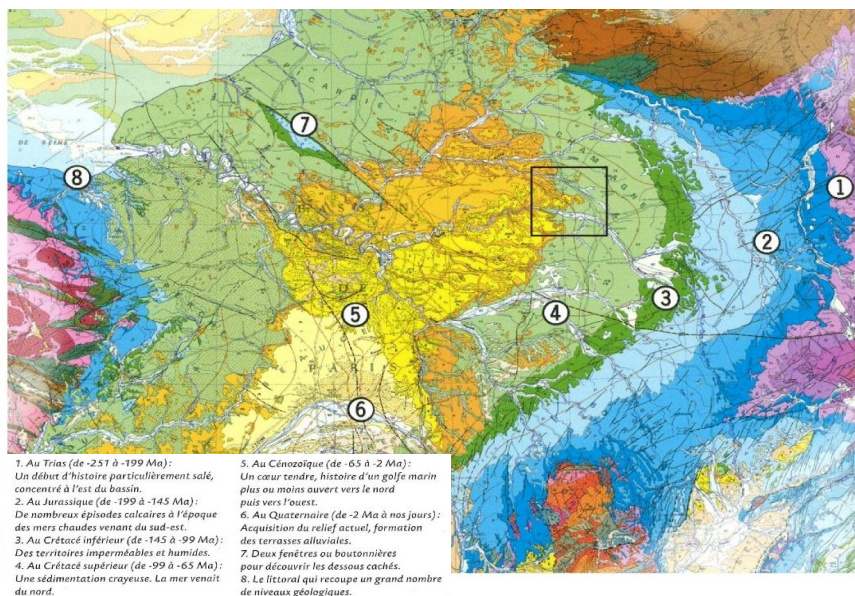 PICARDIE
CHAMPAGNE
DE SEINE
PARIS
1
2
3
4
5
6
7
8
1. Au Trias (de -251 à -199 Ma) :
Un début d'histoire particulièrement salé,
concentré à l'est du bassin.
2. Au Jurassique (de -199 à -145 Ma) :
De nombreux épisodes calcaires à l'époque
des mers chaudes venant du sud-est.
3. Au Crétacé inférieur (de -145 à -99 Ma) :
Des territoires imperméables et humides.
4. Au Crétacé supérieur (de -99 à -65 Ma) :
Une sédimentation crayeuse. La mer venait
du nord.
5. Au Cénozoïque (de -65 à -2 Ma) :
Un cœur tendre, histoire d'un golfe marin
plus ou moins ouvert vers le nord
puis vers l'ouest.
6. Au Quaternaire (de -2 Ma à nos jours) :
Acquisition du relief actuel, formation
des terrasses alluviales.
7. Deux fenêtres ou boutonnières
pour découvrir les dessous cachés.
8. Le littoral qui recoupe un grand nombre
de niveaux géologiques.